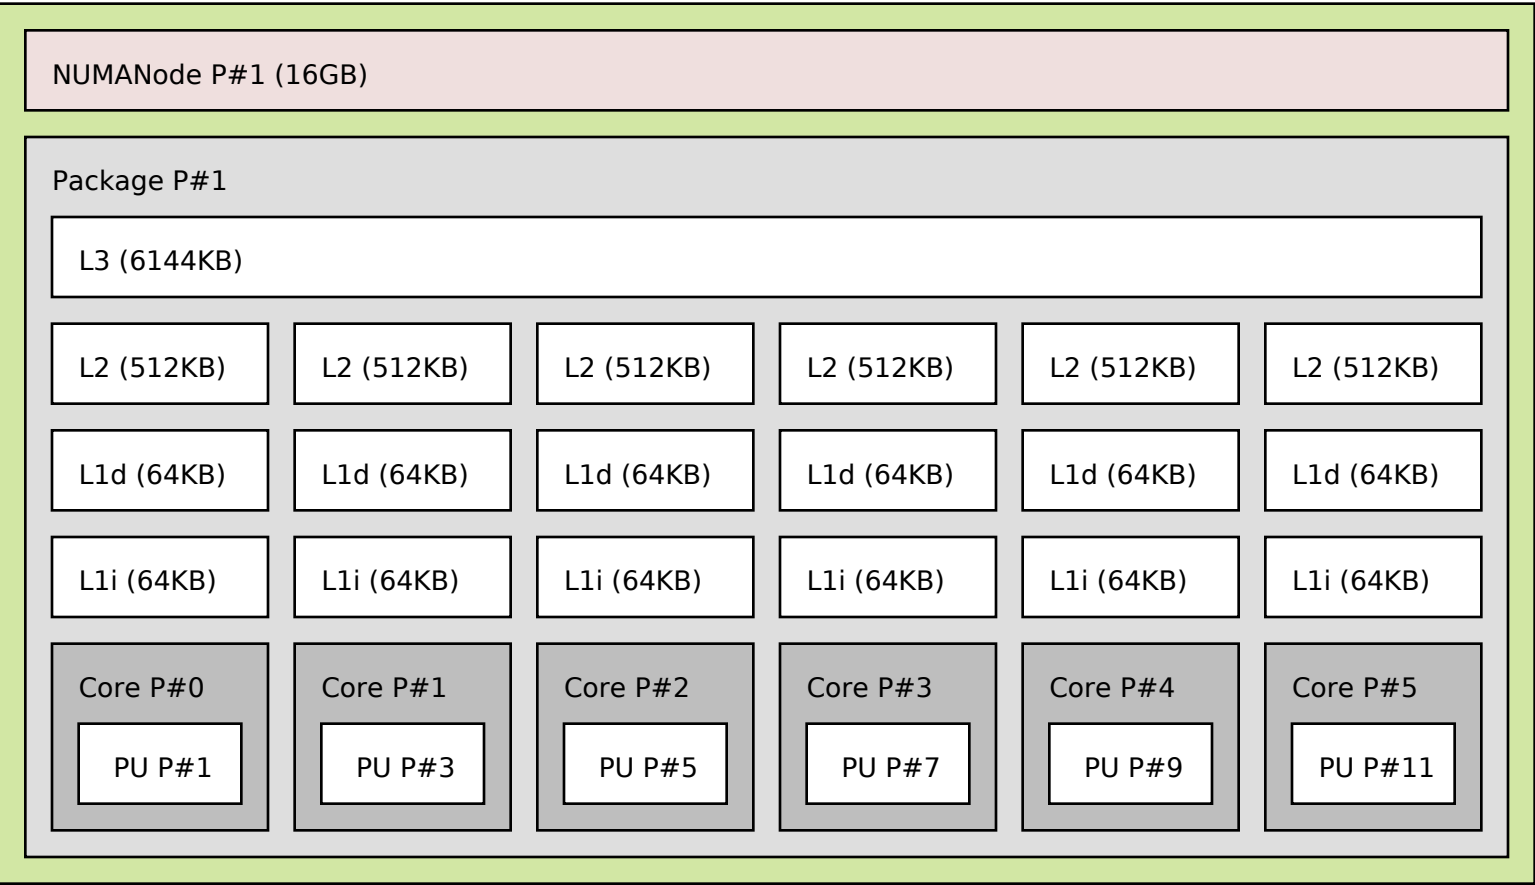 NUMANode P#1 (16GB)
Package P#1
L3 (6144KB)
L2 (512KB) L2 (512KB) L2 (512KB) L2 (512KB) L2 (512KB) L2 (512KB)
L1d (64KB) L1d (64KB) L1d (64KB) L1d (64KB) L1d (64KB) L1d (64KB)
L1i (64KB) L1i (64KB) L1i (64KB) L1i (64KB) L1i (64KB) L1i (64KB)
Core P#0 Core P#1 Core P#2 Core P#3 Core P#4 Core P#5
PU P#1 PU P#3 PU P#5 PU P#7 PU P#9 PU P#11